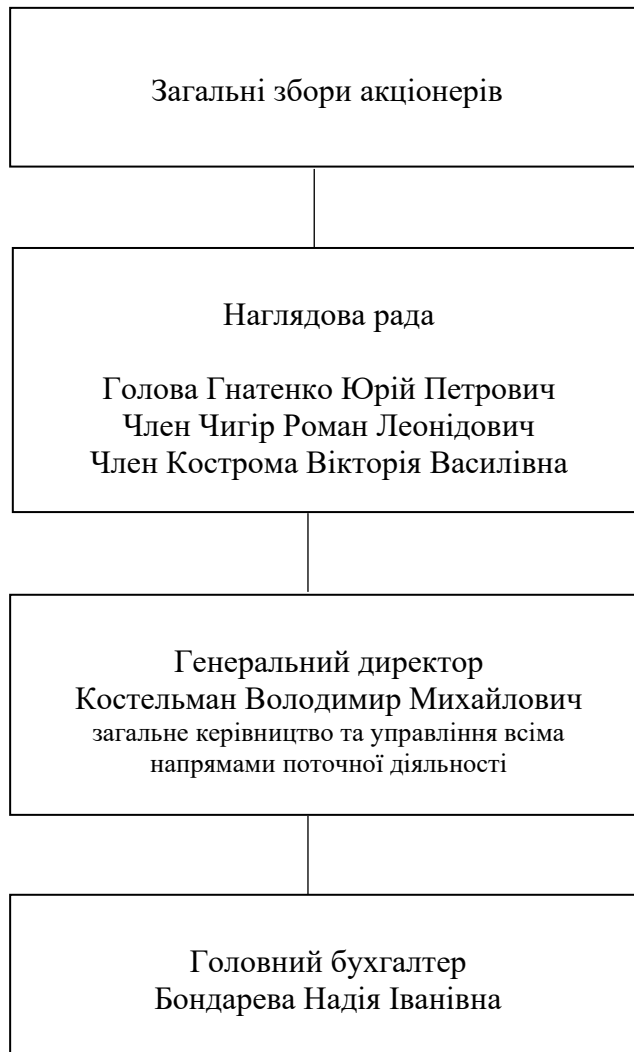 Загальні збори акціонерів
Наглядова рада
Голова Гнатенко Юрій Петрович
Член Чигір Роман Леонідович
Член Кострома Вікторія Василівна
Генеральний директор
Костельман Володимир Михайлович
загальне керівництво та управління всіма
напрямами поточної діяльності
Головний бухгалтер
Бондарева Надія Іванівна